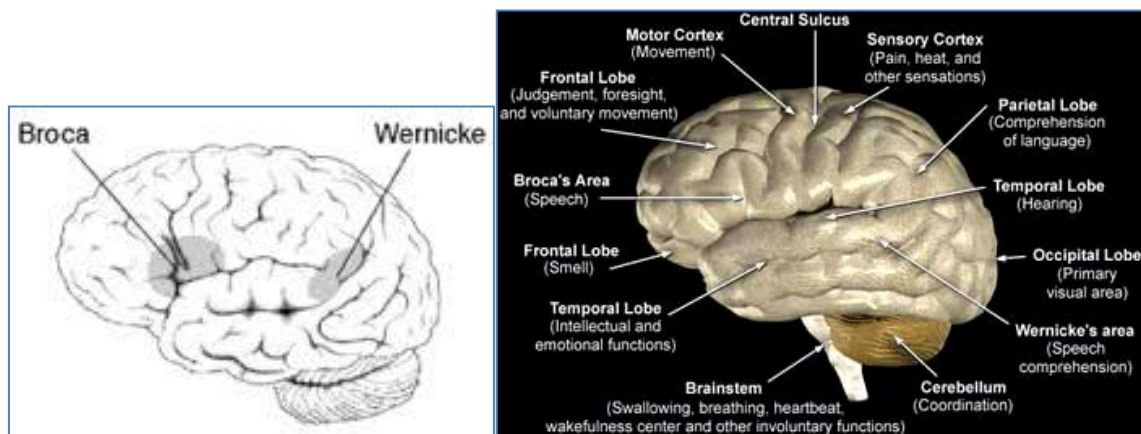 Broca
Wernicke
Central Sulcus
Motor Cortex
(Movement)
Sensory Cortex
(Pain, heat, and
other sensations)
Frontal Lobe
(Judgement, foresight,
and voluntary movement)
Parietal Lobe
(Comprehension
of language)
Broca's Area
(Speech)
Temporal Lobe
(Hearing)
Frontal Lobe
(Smell)
Occipital Lobe
(Primary
visual area)
Temporal Lobe
(Intellectual and
emotional functions)
Wernicke's area
(Speech
comprehension)
Brainstem
(Swallowing, breathing, heartbeat,
wakefulness center and other involuntary functions)
Cerebellum
(Coordination)